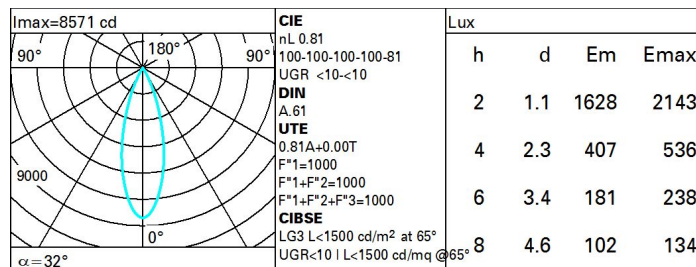 Imax=8571 cd
90°
180°
90°
9000
0°
α=32°
CIE
nL 0.81
100-100-100-100-81
UGR <10-<10
DIN
A.61
UTE
0.81A+0.00T
F"1=1000
F"1+F"2=1000
F"1+F"2+F"3=1000
CIBSE
LG3 L<1500 cd/m² at 65°
UGR<10 | L<1500 cd/mq @65°
Lux
h d Em Emax
2 1.1 1628 2143
4 2.3 407 536
6 3.4 181 238
8 4.6 102 134